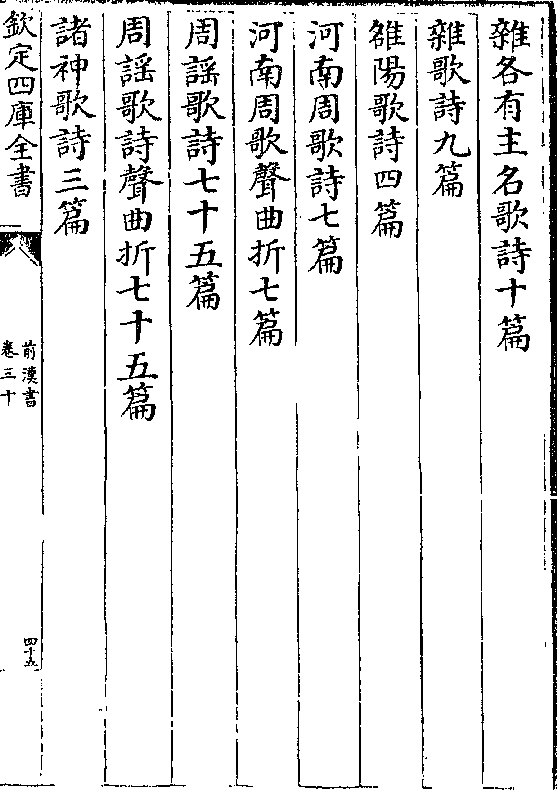 雜各有主名歌詩十篇
雜歌詩九篇
雒陽歌詩四篇
河南周歌詩七篇
河南周歌聲曲折七篇
周謡歌詩七十五篇
周謡歌詩聲曲折七十五篇
諸神歌詩三篇
欽定四庫全書
前漢書
卷三十
四十五